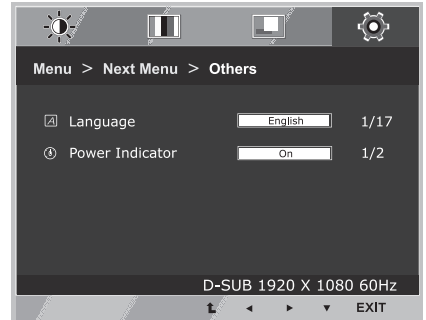 Menu > Next Menu > Others
A Language English 1/17
Power Indicator On 1/2
D-SUB 1920 X 1080 60Hz
EXIT